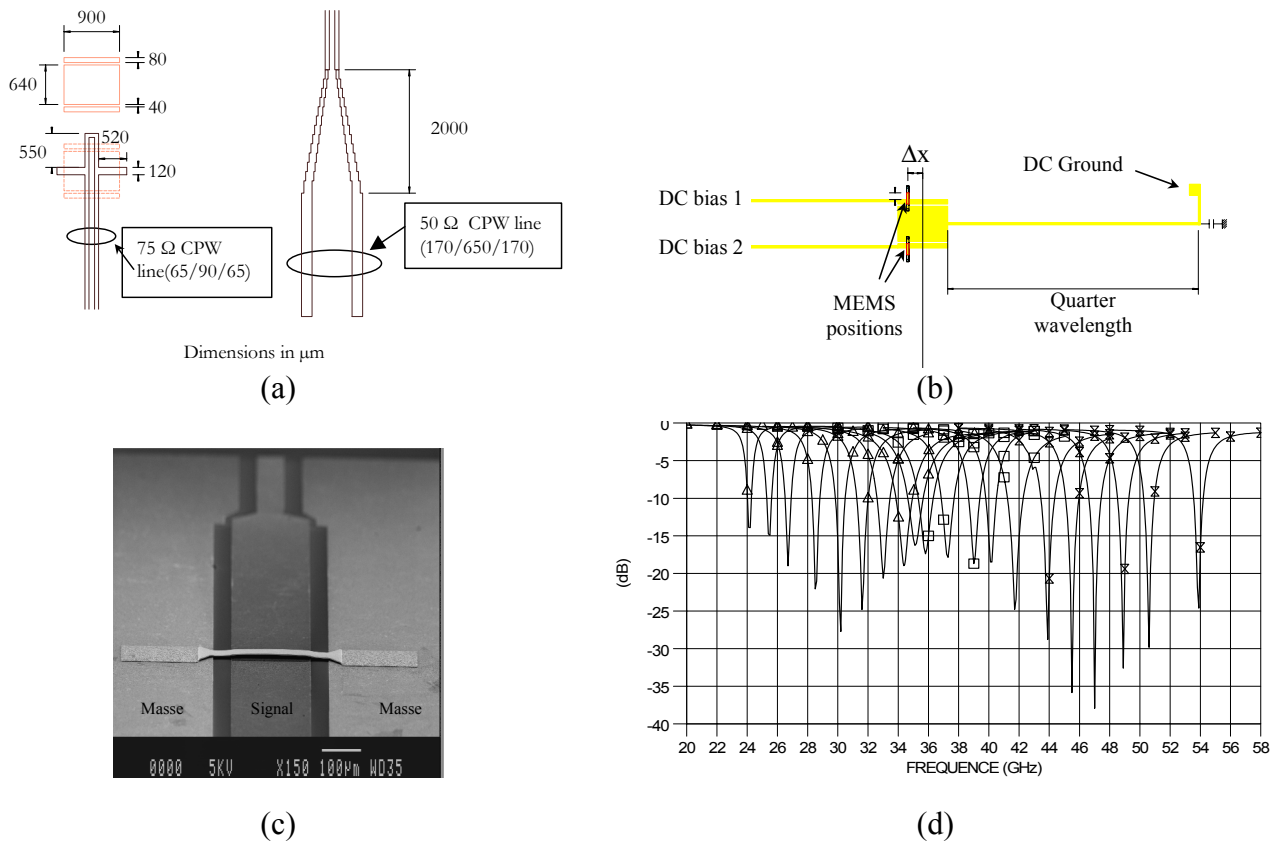 900
80
640
40
520
550
120
2000
75 Ω CPW
line(65/90/65)
50 Ω CPW line
(170/650/170)
Dimensions in µm
(a)
Δx
DC Ground
DC bias 1
DC bias 2
MEMS
positions
Quarter
wavelength
(b)
Masse
Signal
Masse
0000 5KV X150 100µm WD35
(c)
0
-5
-10
-15
-20
-25
-30
-35
-40
(dB)
20 22 24 26 28 30 32 34 36 38 40 42 44 46 48 50 52 54 56 58
FREQUENCE (GHz)
(d)